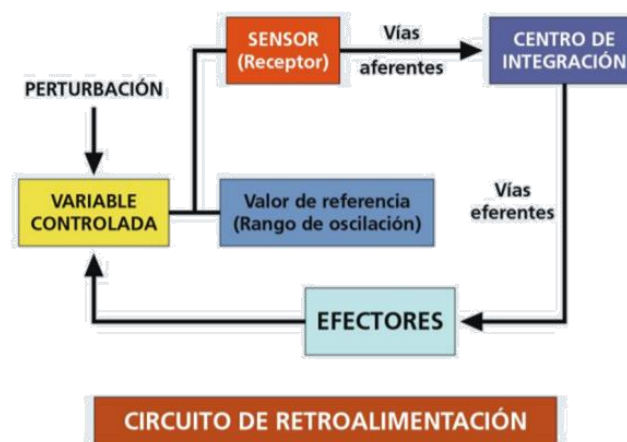 SENSOR
(Receptor)
Vías
aferentes
CENTRO DE
INTEGRACIÓN
PERTURBACIÓN
VARIABLE
CONTROLADA
Valor de referencia
(Rango de oscilación)
Vías
eferentes
EFECTORES
CIRCUITO DE RETROALIMENTACIÓN